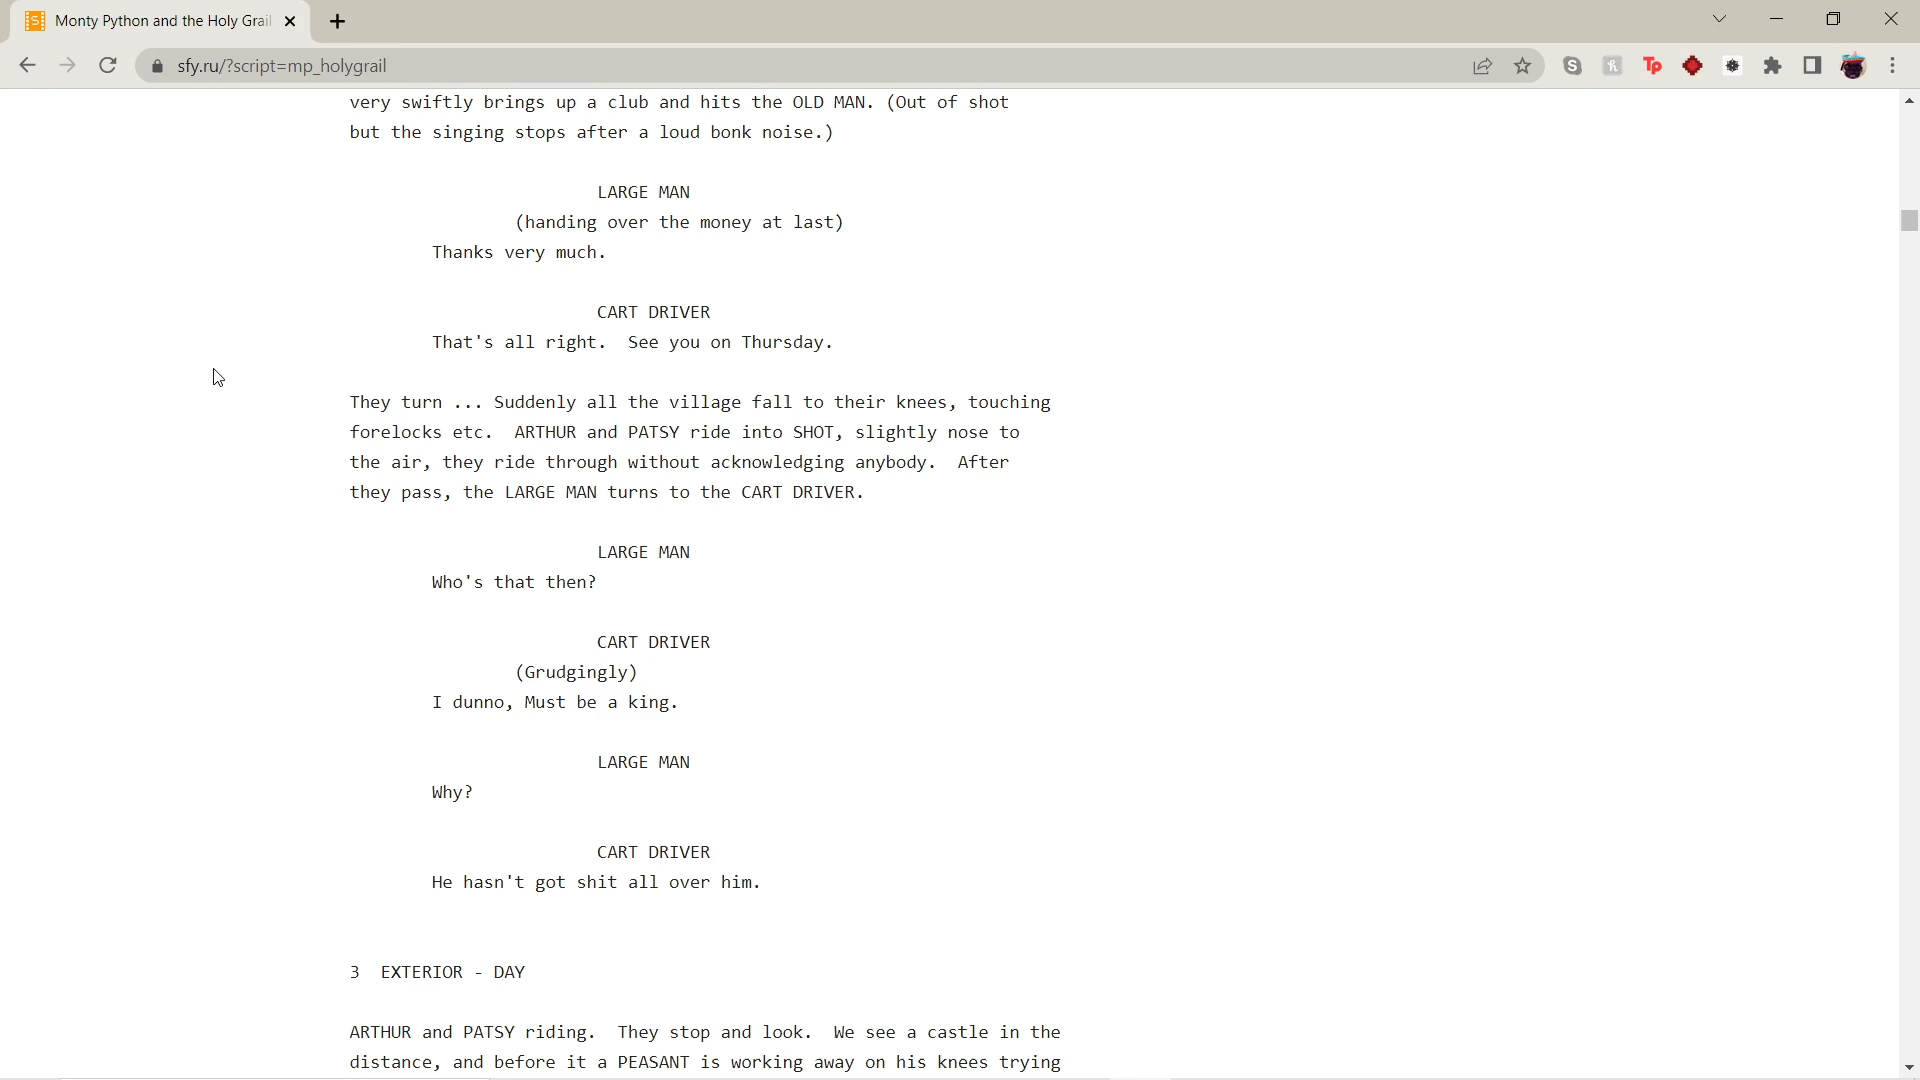 Monty Python and the Holy Grail
sfy.ru/?script=mp_holygrail
very swiftly brings up a club and hits the OLD MAN. (Out of shot
but the singing stops after a loud bonk noise.)
LARGE MAN
(handing over the money at last)
Thanks very much.
CART DRIVER
That's all right.  See you on Thursday.
They turn ... Suddenly all the village fall to their knees, touching
forelocks etc.  ARTHUR and PATSY ride into SHOT, slightly nose to
the air, they ride through without acknowledging anybody.  After
they pass, the LARGE MAN turns to the CART DRIVER.
LARGE MAN
Who's that then?
CART DRIVER
(Grudgingly)
I dunno, Must be a king.
LARGE MAN
Why?
CART DRIVER
He hasn't got shit all over him.
3  EXTERIOR - DAY
ARTHUR and PATSY riding.  They stop and look.  We see a castle in the
distance, and before it a PEASANT is working away on his knees trying